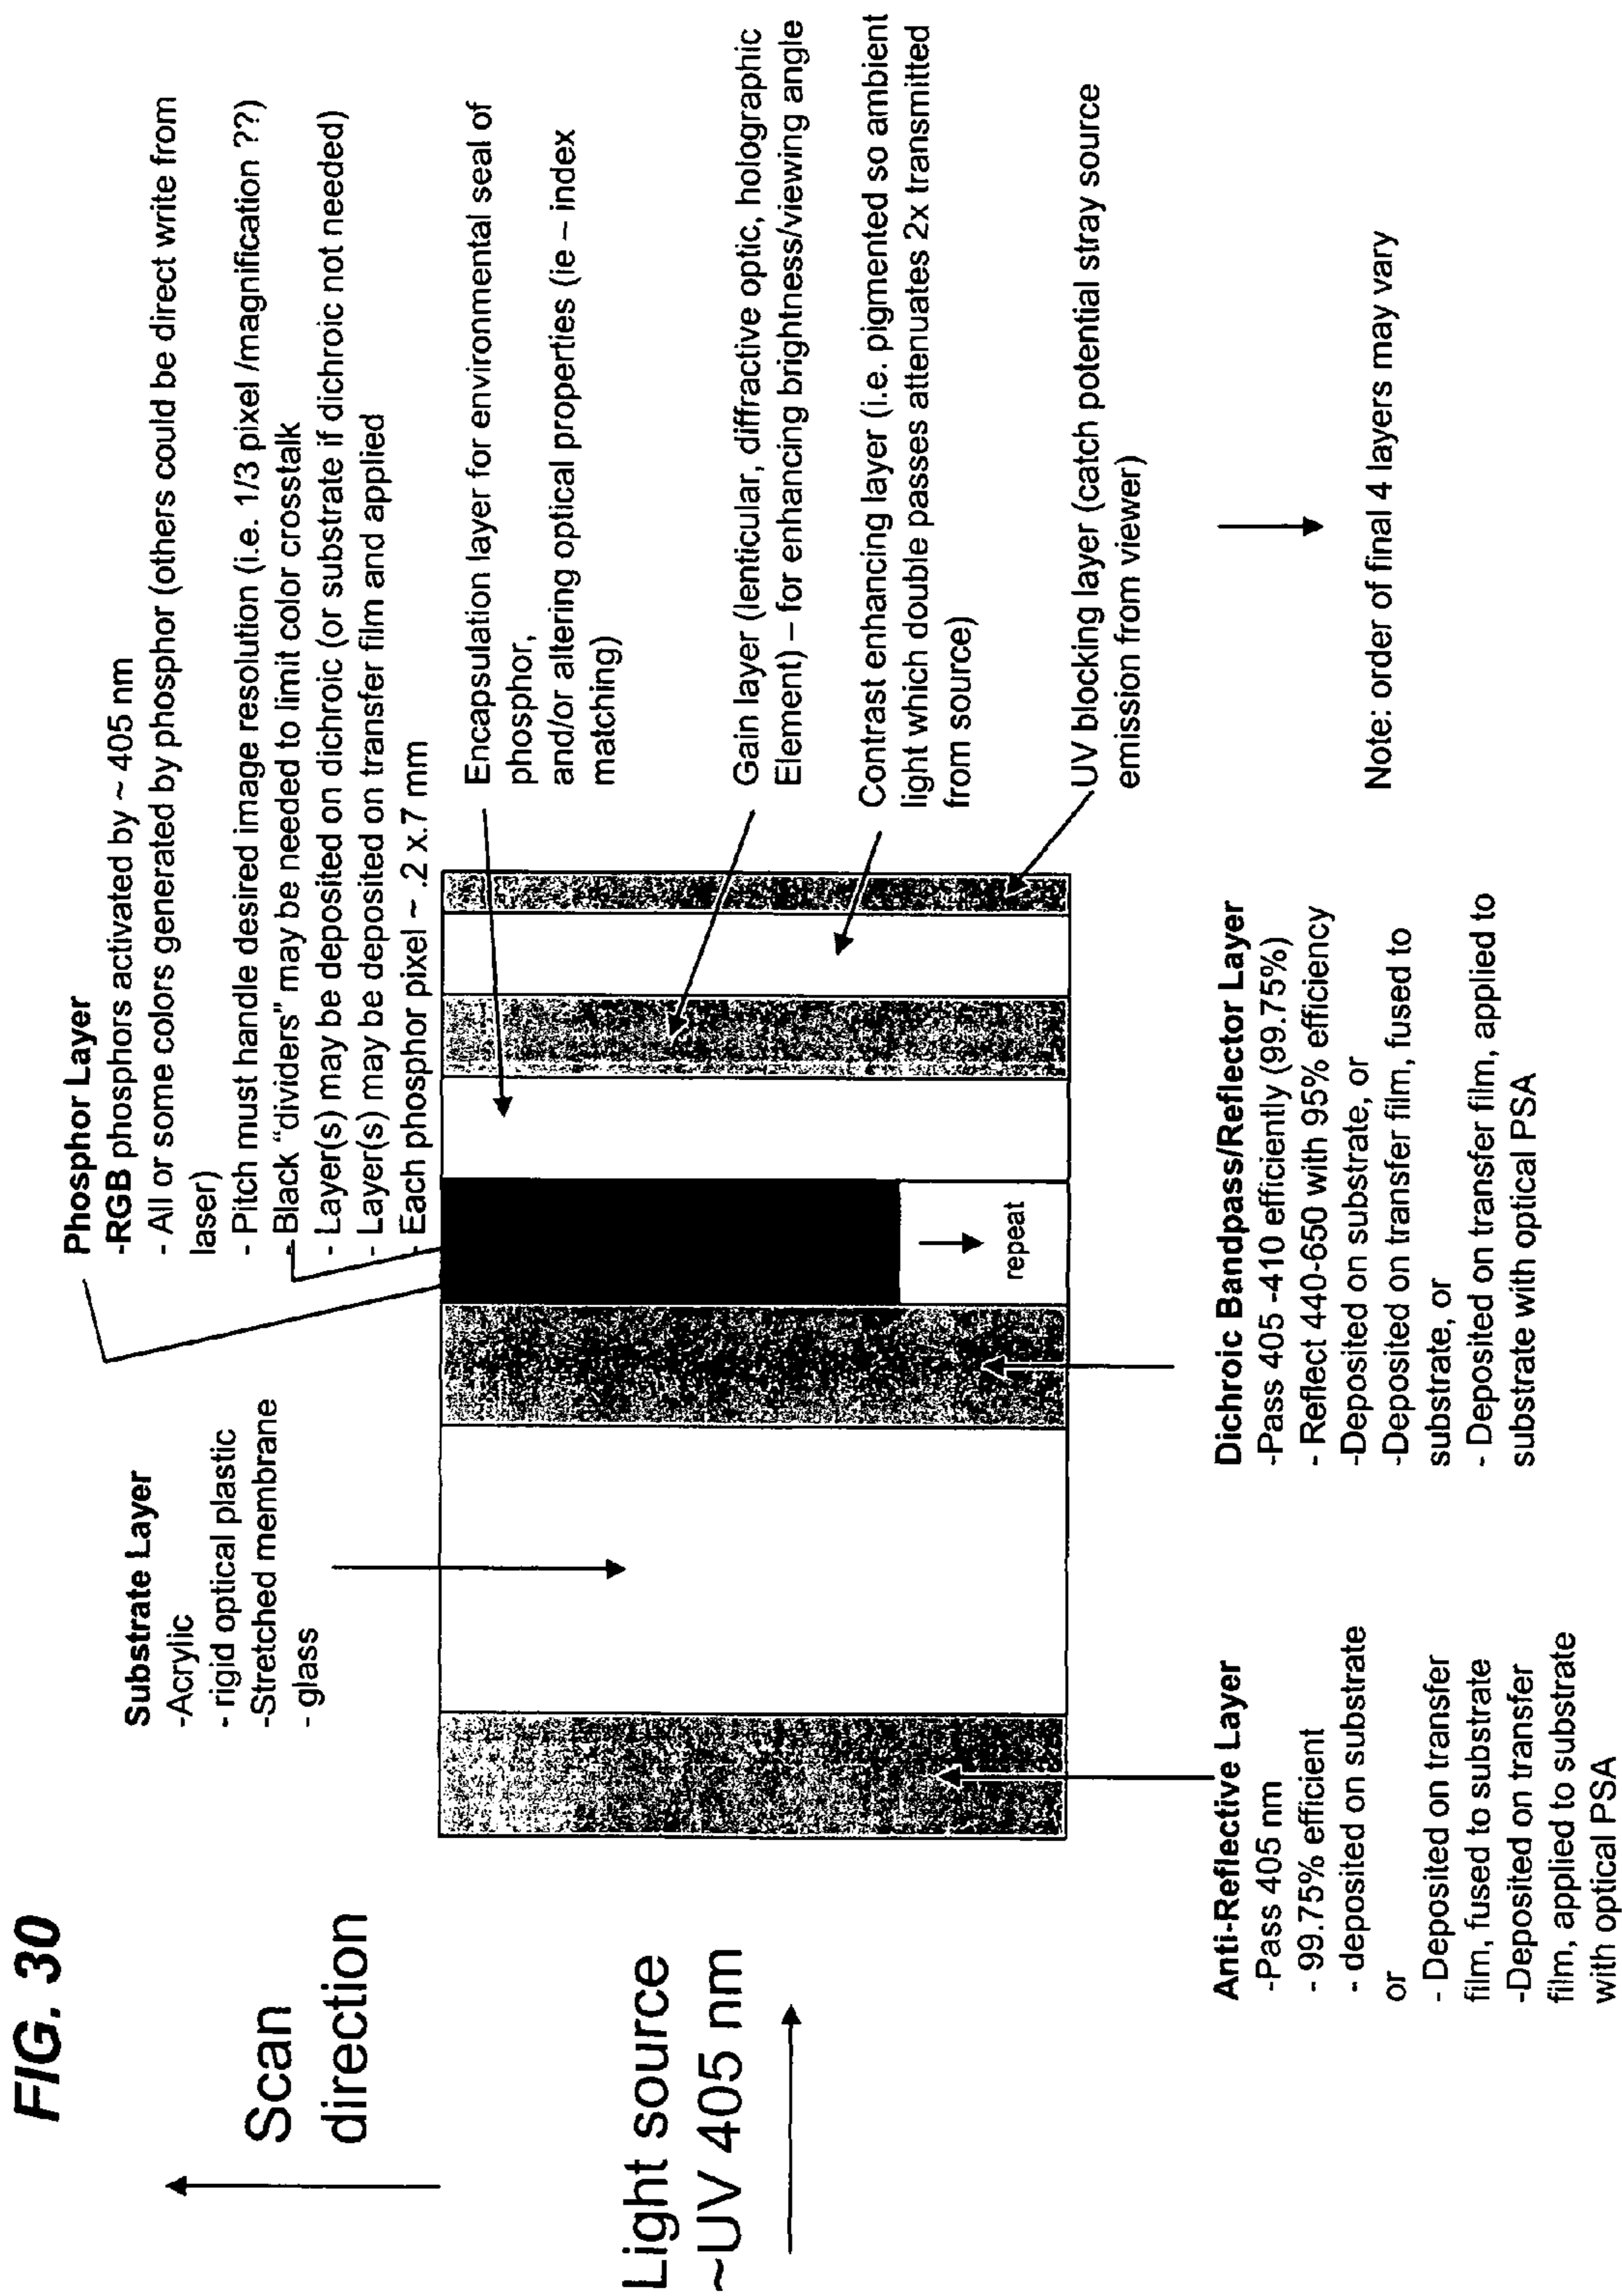 FIG. 30
Scan
direction
Light source
~UV 405 nm
Substrate Layer
-Acrylic
- rigid optical plastic
-Stretched membrane
- glass
Phosphor Layer
-RGB phosphors activated by ~ 405 nm
- All or some colors generated by phosphor (others could be direct write from
laser)
- Pitch must handle desired image resolution (i.e. 1/3 pixel /magnification ??)
- Black "dividers" may be needed to limit color crosstalk
- Layer(s) may be deposited on dichroic (or substrate if dichroic not needed)
- Layer(s) may be deposited on transfer film and applied
- Each phosphor pixel ~ .2 x.7 mm
Encapsulation layer for environmental seal of
phosphor,
and/or altering optical properties (ie – index
matching)
Gain layer (lenticular, diffractive optic, holographic
Element) – for enhancing brightness/viewing angle
Contrast enhancing layer (i.e. pigmented so ambient
light which double passes attenuates 2x transmitted
from source)
UV blocking layer (catch potential stray source
emission from viewer)
Note: order of final 4 layers may vary
repeat
Anti-Reflective Layer
-Pass 405 nm
- 99.75% efficient
- deposited on substrate
or
- Deposited on transfer
film, fused to substrate
-Deposited on transfer
film, applied to substrate
with optical PSA
Dichroic Bandpass/Reflector Layer
-Pass 405 -410 efficiently (99.75%)
- Reflect 440-650 with 95% efficiency
-Deposited on substrate, or
-Deposited on transfer film, fused to
substrate, or
- Deposited on transfer film, applied to
substrate with optical PSA